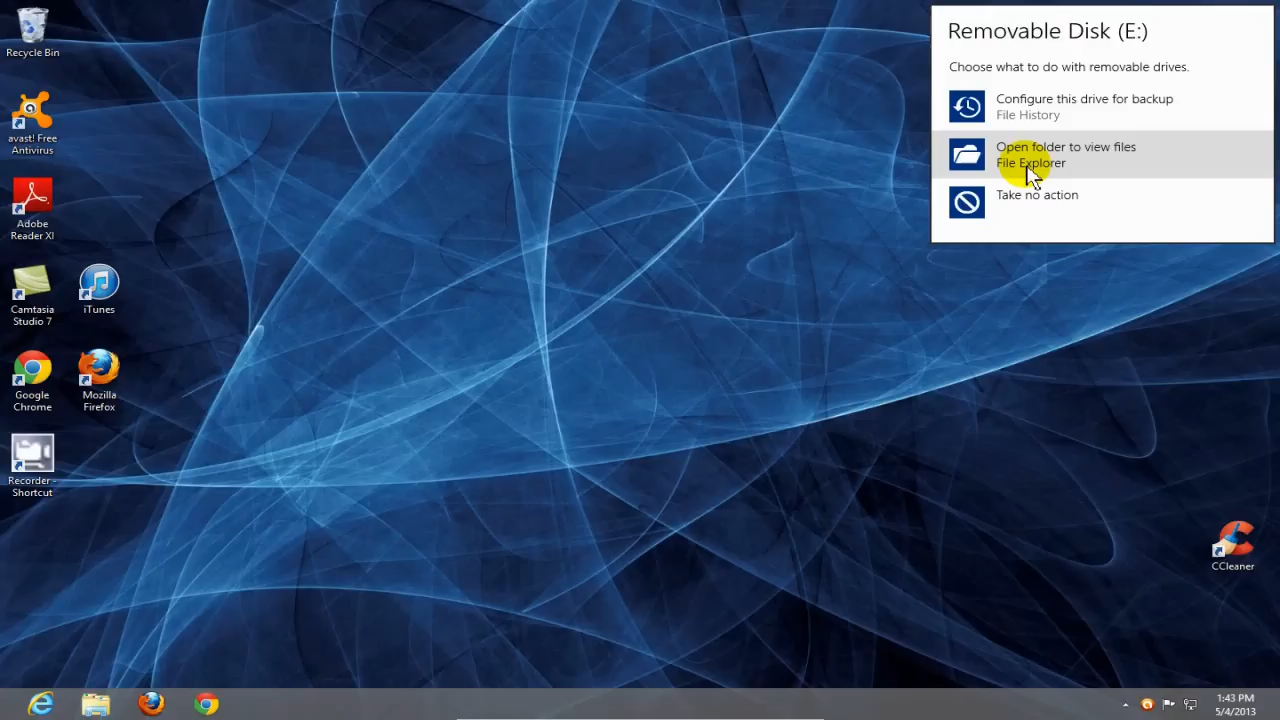 Recycle Bin
avast! Free
Antivirus
Adobe
Reader XI
Camtasia
Studio 7
iTunes
Google
Chrome
Mozilla
Firefox
Recorder -
Shortcut
Removable Disk (E:)
Choose what to do with removable drives.
Configure this drive for backup
File History
Open folder to view files
File Explorer
Take no action
CCleaner
1:43 PM
5/4/2013